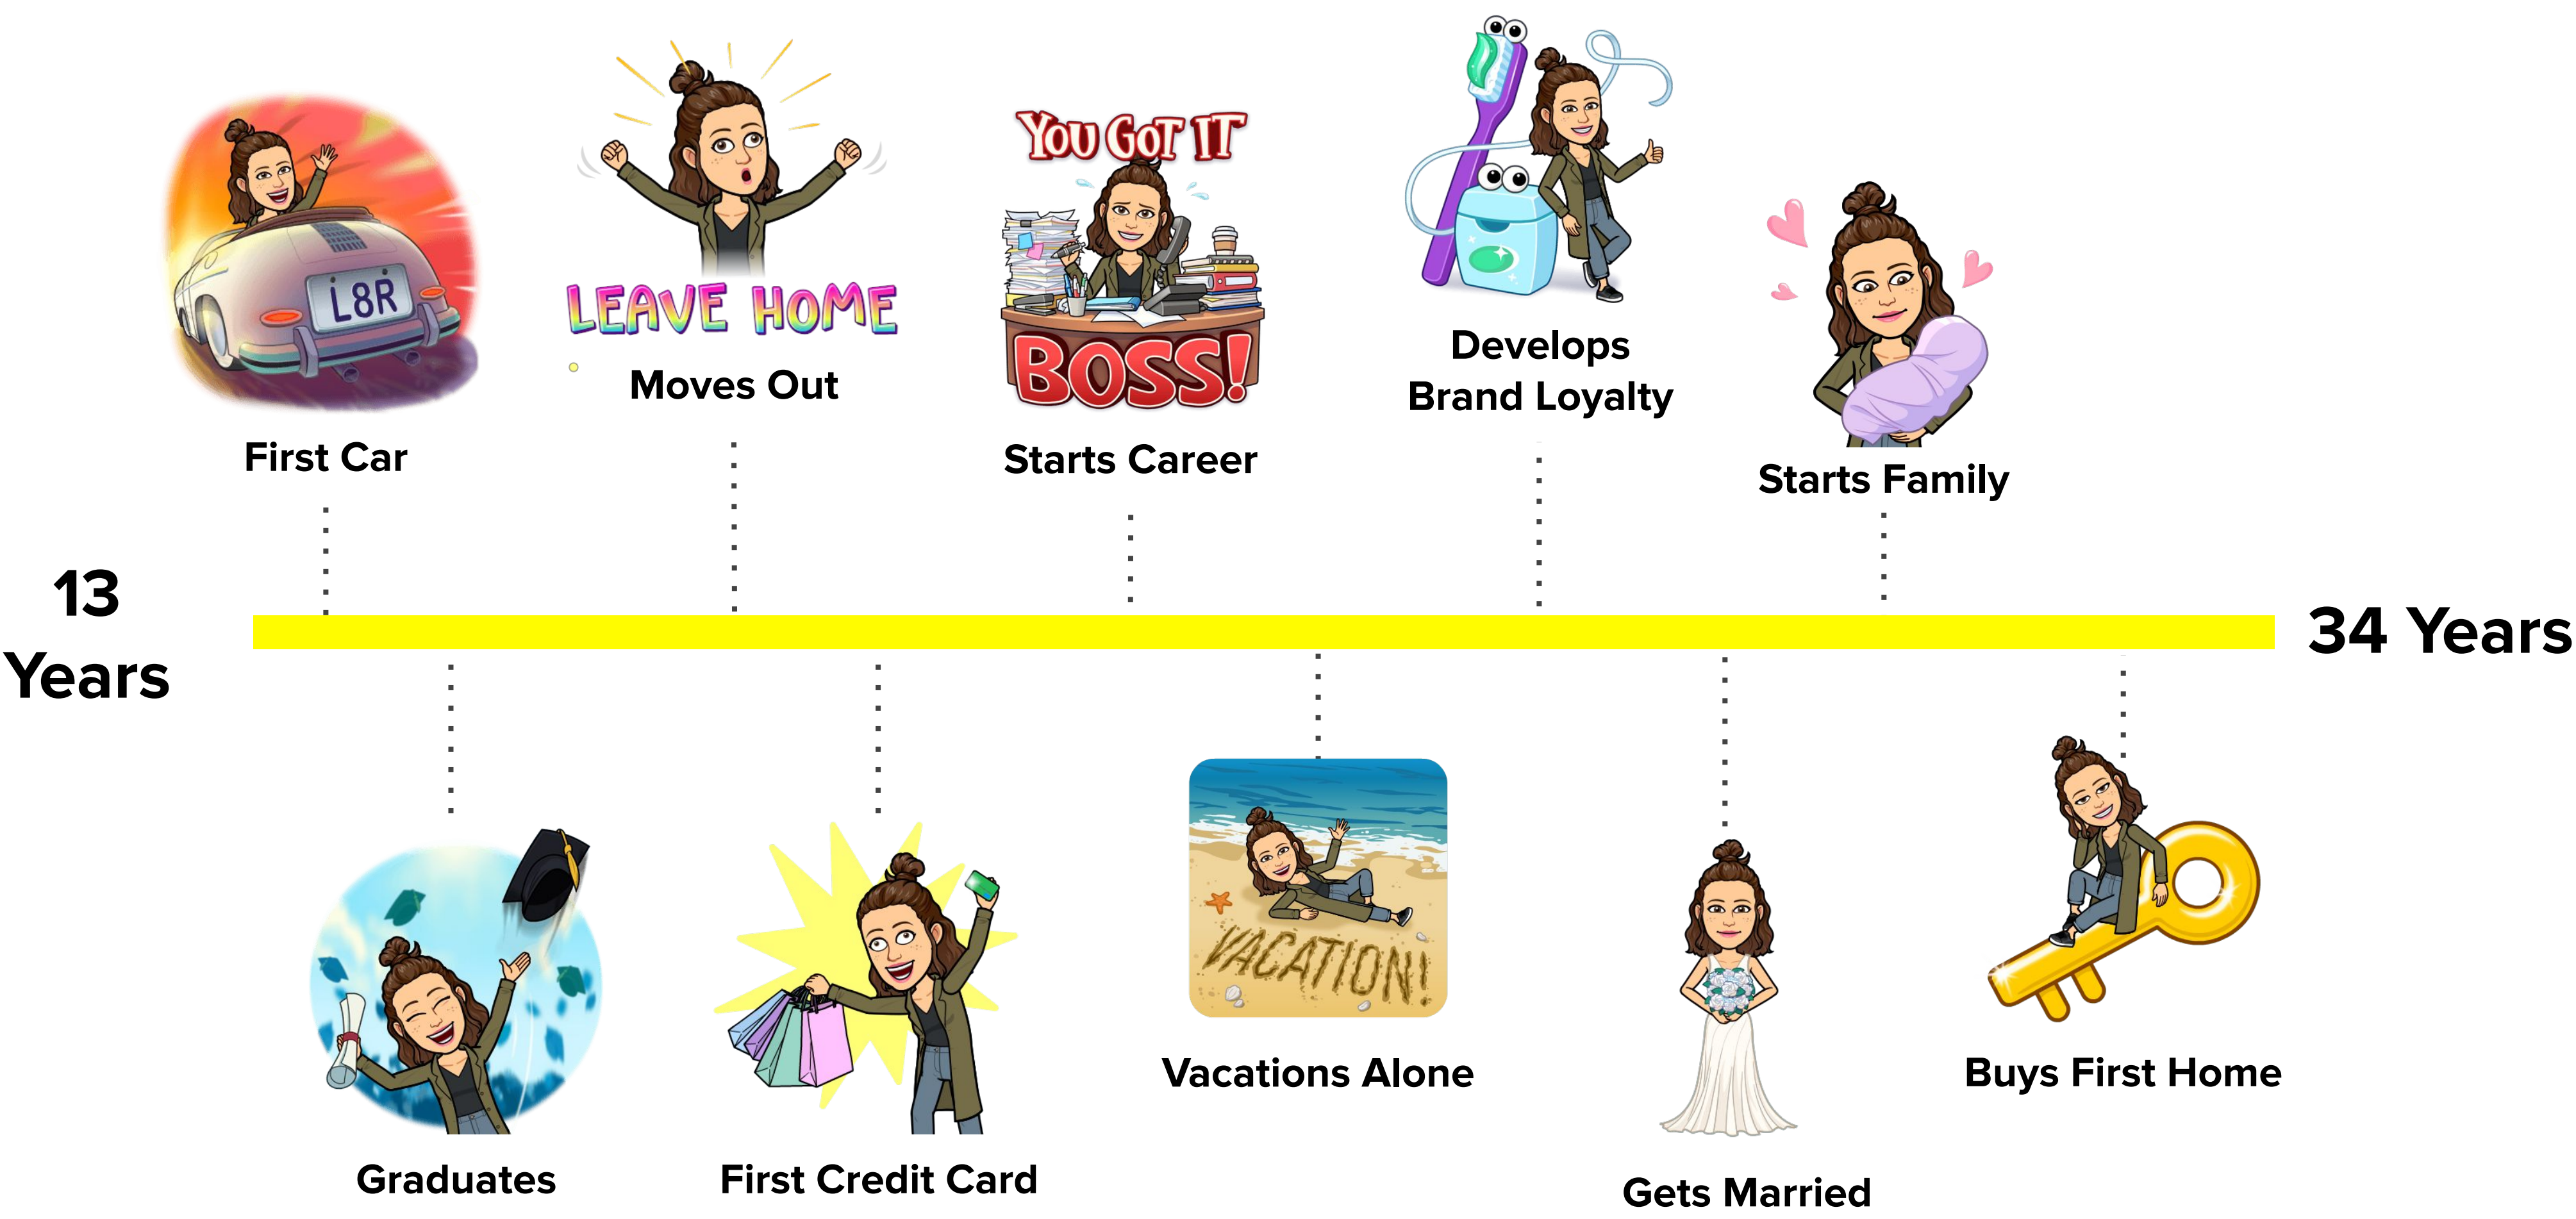 YOU GOT IT
BOSS!
L8R
LEAVE HOME
First Car
Moves Out
Starts Career
Develops
Brand Loyalty
Starts Family
13
Years
34 Years
VACATION!
Graduates
First Credit Card
Vacations Alone
Gets Married
Buys First Home